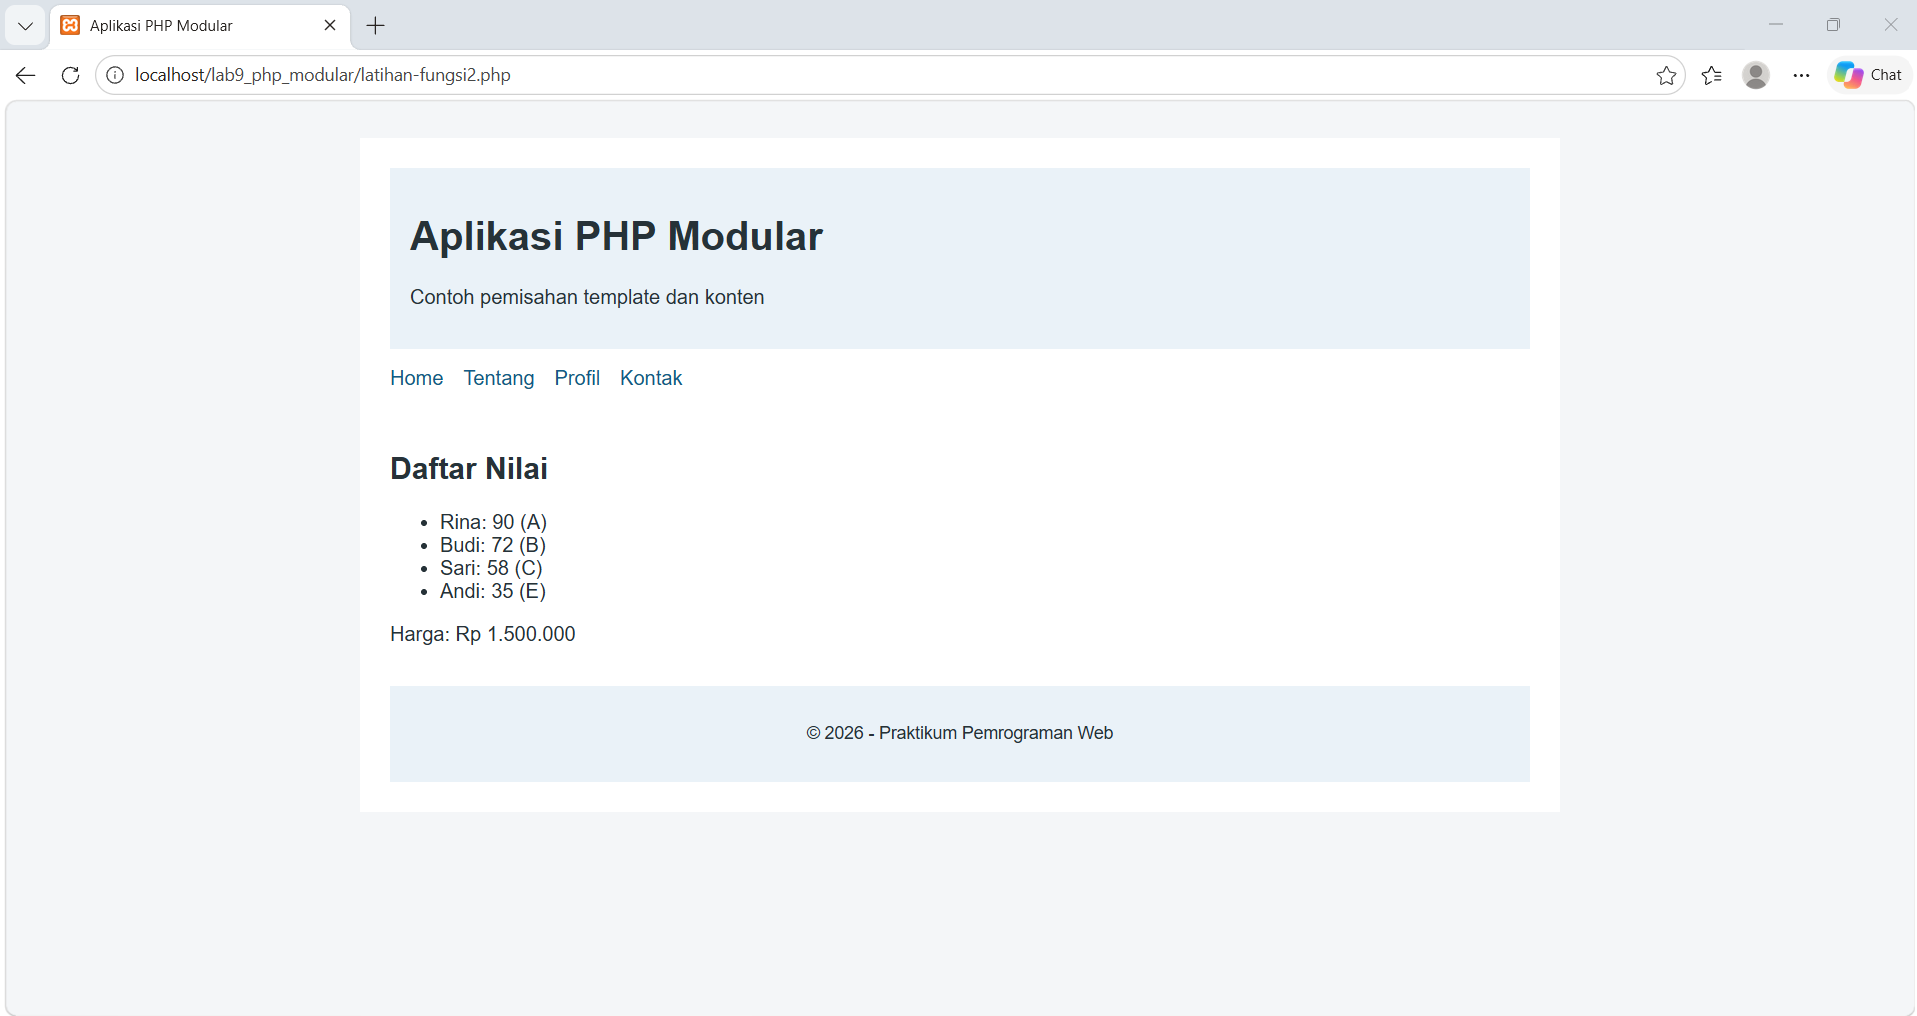 Aplikasi PHP Modular
localhost/lab9_php_modular/latihan-fungsi2.php
Chat
Aplikasi PHP Modular
Contoh pemisahan template dan konten
Home Tentang Profil Kontak
Daftar Nilai
• Rina: 90 (A)
• Budi: 72 (B)
• Sari: 58 (C)
• Andi: 35 (E)
Harga: Rp 1.500.000
© 2026 - Praktikum Pemrograman Web